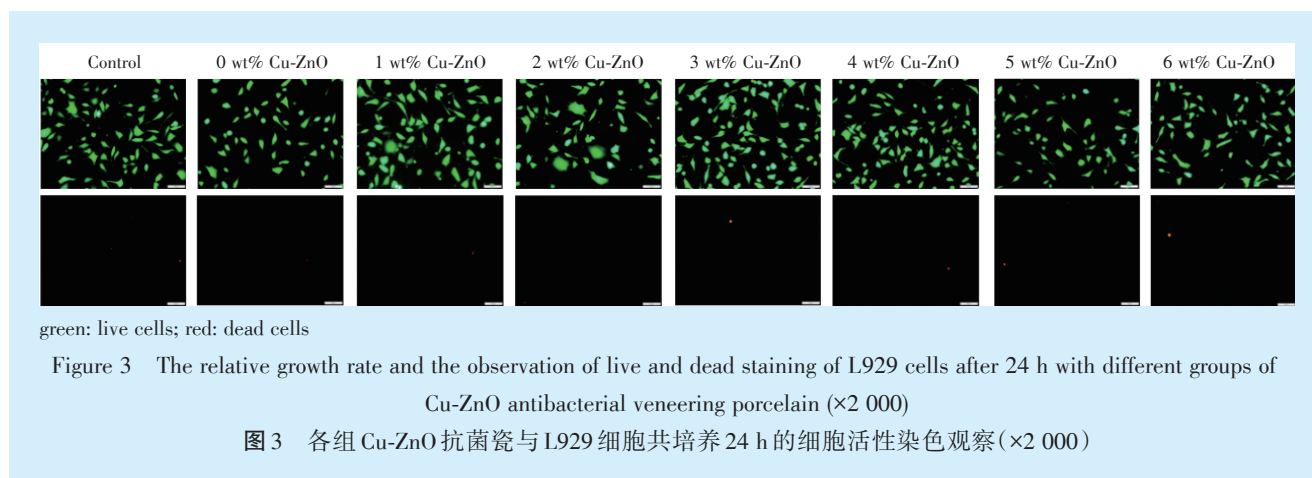 Control 0 wt% Cu-ZnO 1 wt% Cu-ZnO 2 wt% Cu-ZnO 3 wt% Cu-ZnO 4 wt% Cu-ZnO 5 wt% Cu-ZnO 6 wt% Cu-ZnO
green: live cells; red: dead cells
Figure 3 The relative growth rate and the observation of live and dead staining of L929 cells after 24 h with different groups of
Cu-ZnO antibacterial veneering porcelain (×2 000)
图3 各组Cu-ZnO抗菌瓷与L929细胞共培养24 h的细胞活性染色观察(×2 000)